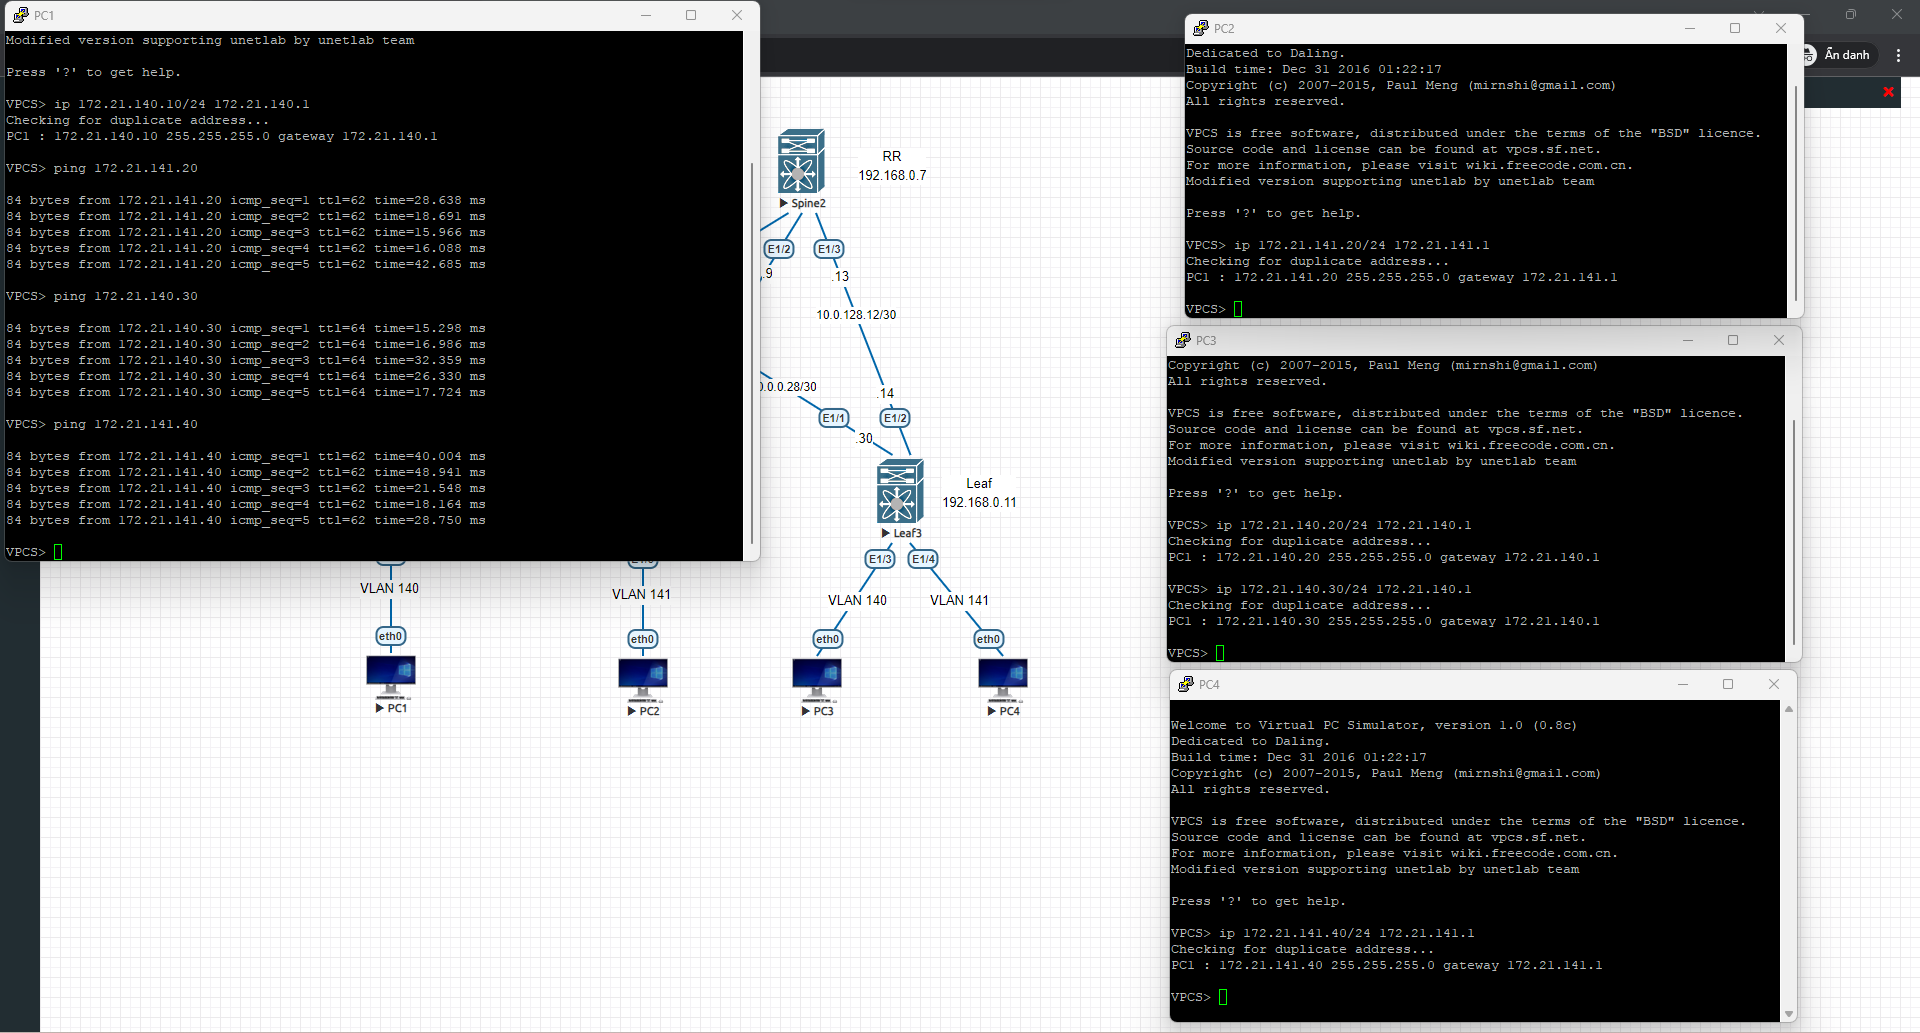 PC1
Modified version supporting unetlab by unetlab team
Press '?' to get help.
VPCS> ip 172.21.140.10/24 172.21.140.1
Checking for duplicate address...
PC1 : 172.21.140.10 255.255.255.0 gateway 172.21.140.1
VPCS> ping 172.21.141.20
84 bytes from 172.21.141.20 icmp_seq=1 ttl=62 time=28.638 ms
84 bytes from 172.21.141.20 icmp_seq=2 ttl=62 time=18.691 ms
84 bytes from 172.21.141.20 icmp_seq=3 ttl=62 time=15.966 ms
84 bytes from 172.21.141.20 icmp_seq=4 ttl=62 time=16.088 ms
84 bytes from 172.21.141.20 icmp_seq=5 ttl=62 time=42.685 ms
VPCS> ping 172.21.140.30
84 bytes from 172.21.140.30 icmp_seq=1 ttl=64 time=15.298 ms
84 bytes from 172.21.140.30 icmp_seq=2 ttl=64 time=16.986 ms
84 bytes from 172.21.140.30 icmp_seq=3 ttl=64 time=32.359 ms
84 bytes from 172.21.140.30 icmp_seq=4 ttl=64 time=26.330 ms
84 bytes from 172.21.140.30 icmp_seq=5 ttl=64 time=17.724 ms
VPCS> ping 172.21.141.40
84 bytes from 172.21.141.40 icmp_seq=1 ttl=62 time=40.004 ms
84 bytes from 172.21.141.40 icmp_seq=2 ttl=62 time=48.941 ms
84 bytes from 172.21.141.40 icmp_seq=3 ttl=62 time=21.548 ms
84 bytes from 172.21.141.40 icmp_seq=4 ttl=62 time=18.164 ms
84 bytes from 172.21.141.40 icmp_seq=5 ttl=62 time=28.750 ms
VPCS>
RR
192.168.0.7
Spine2
E1/2
E1/3
.9
.13
10.0.128.12/30
0.0.0.28/30
.14
E1/1
E1/2
.30
Leaf
192.168.0.11
Leaf3
E1/3
E1/4
VLAN 140
VLAN 141
VLAN 140
VLAN 141
eth0
eth0
eth0
eth0
PC1
PC2
PC3
PC4
Ẩn danh
PC2
Dedicated to Daling.
Build time: Dec 31 2016 01:22:17
Copyright (c) 2007-2015, Paul Meng (mirnshi@gmail.com)
All rights reserved.
VPCS is free software, distributed under the terms of the "BSD" licence.
Source code and license can be found at vpcs.sf.net.
For more information, please visit wiki.freecode.com.cn.
Modified version supporting unetlab by unetlab team
Press '?' to get help.
VPCS> ip 172.21.141.20/24 172.21.141.1
Checking for duplicate address...
PC1 : 172.21.141.20 255.255.255.0 gateway 172.21.141.1
VPCS>
PC3
Copyright (c) 2007-2015, Paul Meng (mirnshi@gmail.com)
All rights reserved.
VPCS is free software, distributed under the terms of the "BSD" licence.
Source code and license can be found at vpcs.sf.net.
For more information, please visit wiki.freecode.com.cn.
Modified version supporting unetlab by unetlab team
Press '?' to get help.
VPCS> ip 172.21.140.20/24 172.21.140.1
Checking for duplicate address...
PC1 : 172.21.140.20 255.255.255.0 gateway 172.21.140.1
VPCS> ip 172.21.140.30/24 172.21.140.1
Checking for duplicate address...
PC1 : 172.21.140.30 255.255.255.0 gateway 172.21.140.1
VPCS>
PC4
Welcome to Virtual PC Simulator, version 1.0 (0.8c)
Dedicated to Daling.
Build time: Dec 31 2016 01:22:17
Copyright (c) 2007-2015, Paul Meng (mirnshi@gmail.com)
All rights reserved.
VPCS is free software, distributed under the terms of the "BSD" licence.
Source code and license can be found at vpcs.sf.net.
For more information, please visit wiki.freecode.com.cn.
Modified version supporting unetlab by unetlab team
Press '?' to get help.
VPCS> ip 172.21.141.40/24 172.21.141.1
Checking for duplicate address...
PC1 : 172.21.141.40 255.255.255.0 gateway 172.21.141.1
VPCS>